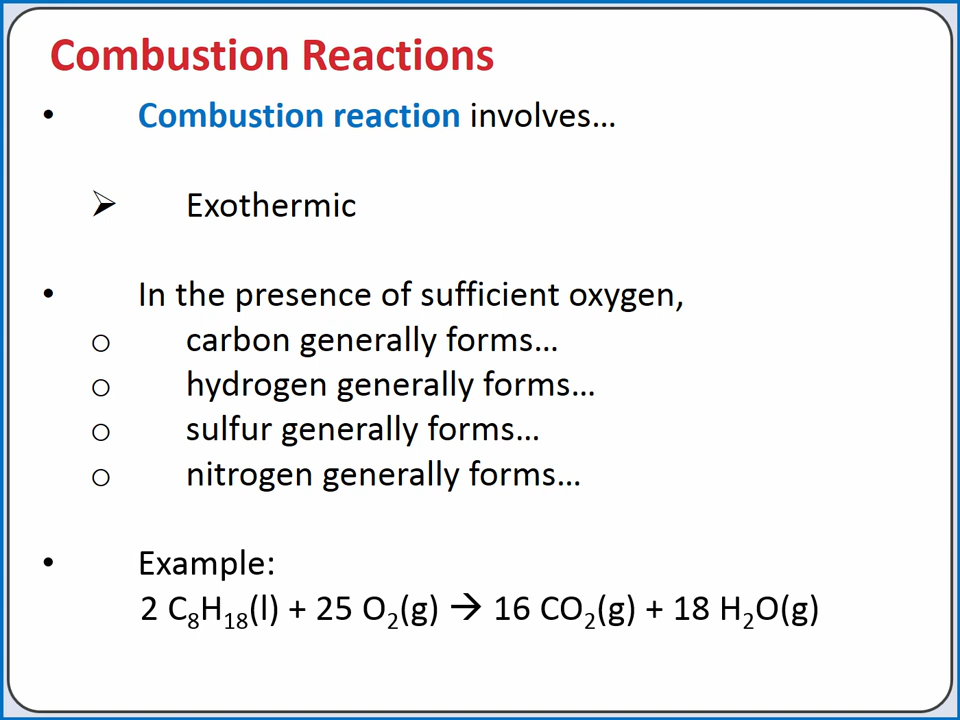 Combustion Reactions
• Combustion reaction involves…
➢ Exothermic
• In the presence of sufficient oxygen,
o carbon generally forms…
o hydrogen generally forms…
o sulfur generally forms…
o nitrogen generally forms…
• Example:
2 C₈H₁₈(l) + 25 O₂(g) → 16 CO₂(g) + 18 H₂O(g)